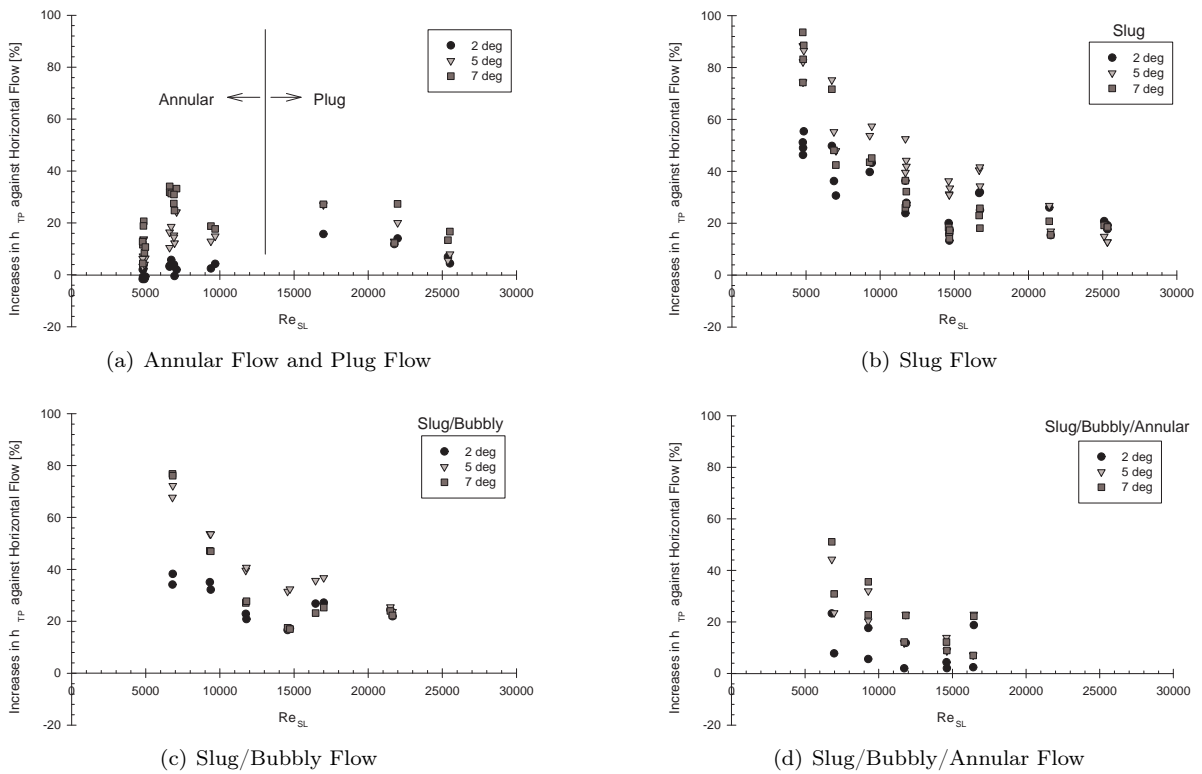 Increases in h TP against Horizontal Flow [%]
100
80
60
40
20
0
-20
0 5000 10000 15000 20000 25000 30000
Re SL
Annular
Plug
2 deg
5 deg
7 deg
(a) Annular Flow and Plug Flow
Increases in h TP against Horizontal Flow [%]
100
80
60
40
20
0
-20
0 5000 10000 15000 20000 25000 30000
Re SL
Slug
2 deg
5 deg
7 deg
(b) Slug Flow
Increases in h TP against Horizontal Flow [%]
100
80
60
40
20
0
-20
0 5000 10000 15000 20000 25000 30000
Re SL
Slug/Bubbly
2 deg
5 deg
7 deg
(c) Slug/Bubbly Flow
Increases in h TP against Horizontal Flow [%]
100
80
60
40
20
0
-20
0 5000 10000 15000 20000 25000 30000
Re SL
Slug/Bubbly/Annular
2 deg
5 deg
7 deg
(d) Slug/Bubbly/Annular Flow